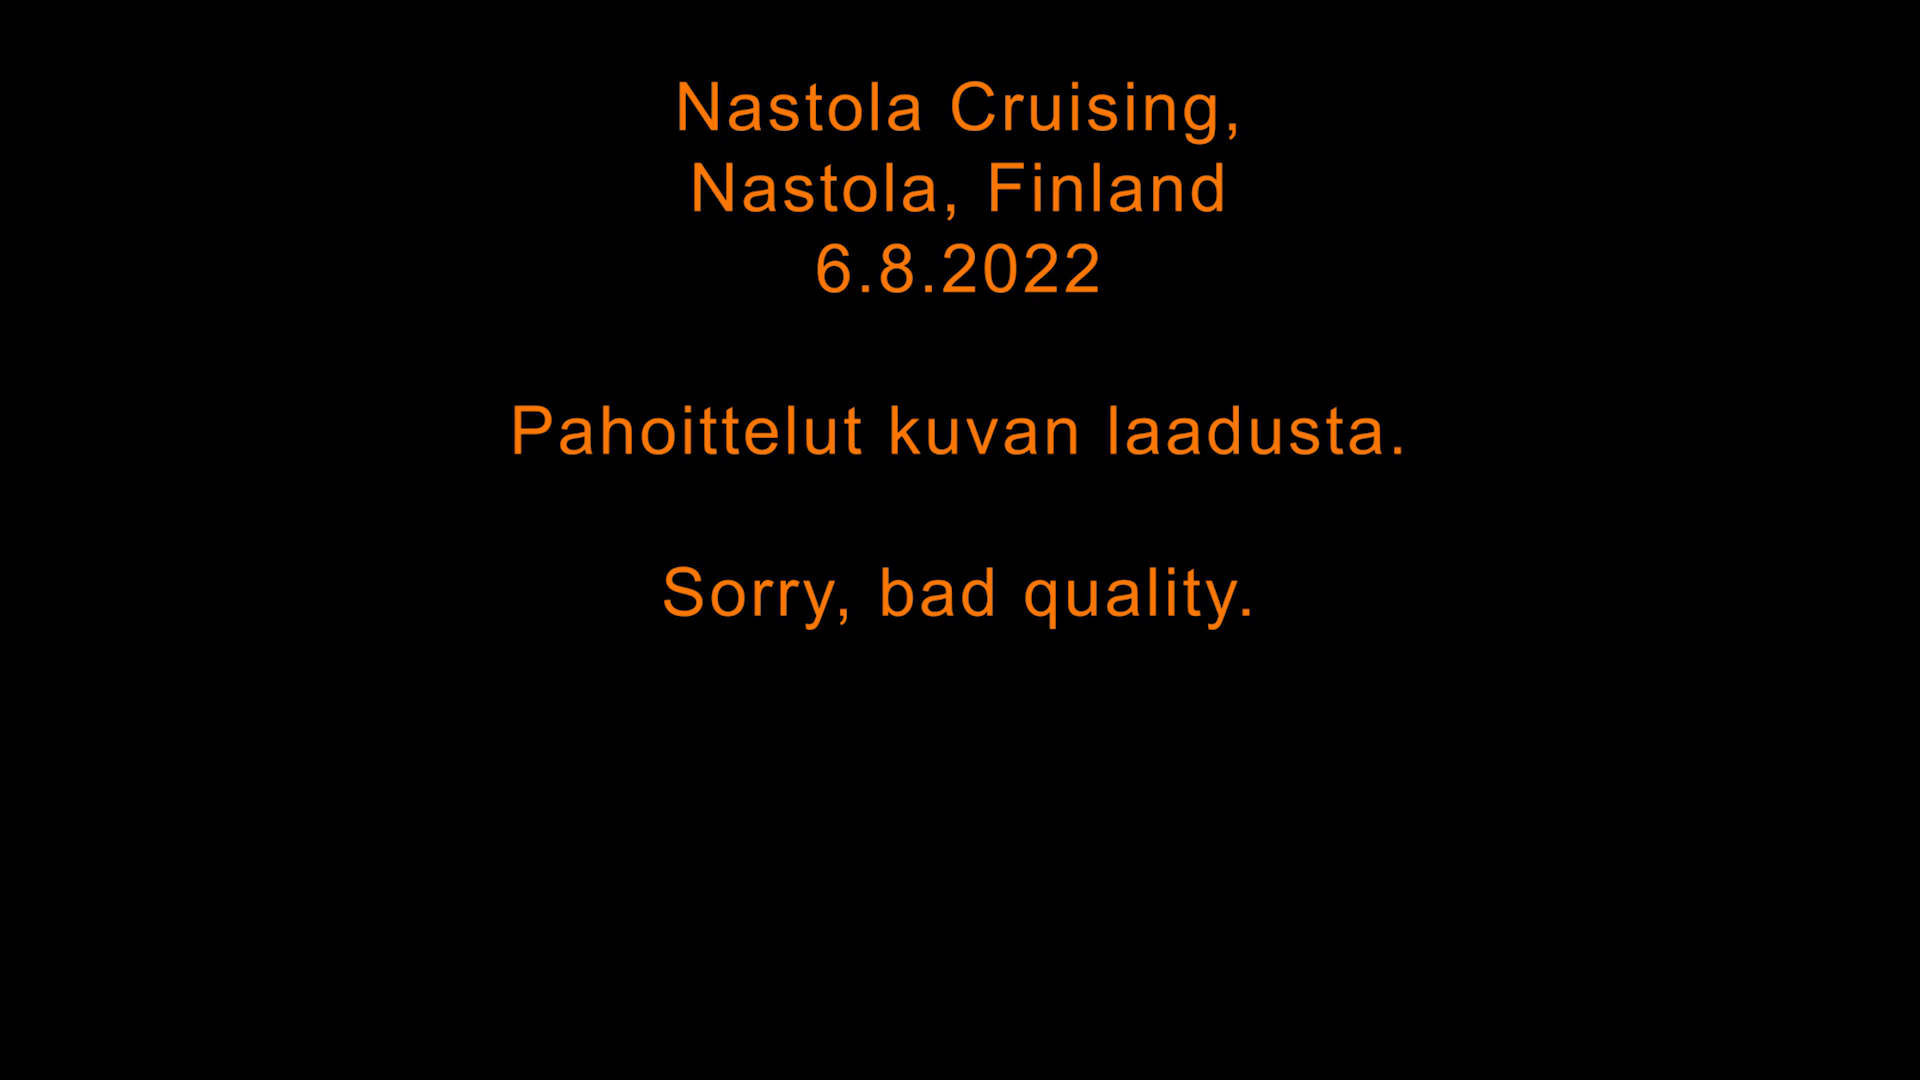 Nastola Cruising,
Nastola, Finland
6.8.2022
Pahoittelut kuvan laadusta.
Sorry, bad quality.